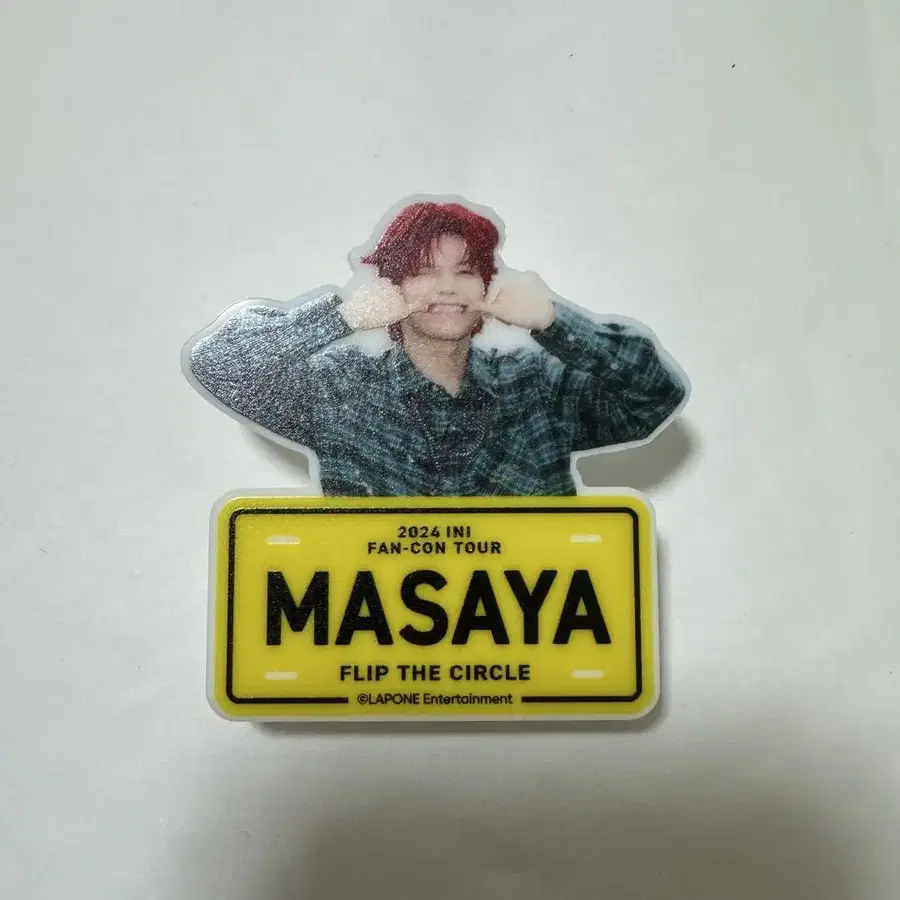 2024 INI
FAN-CON TOUR
MASAYA
FLIP THE CIRCLE
©LAPONE Entertainment